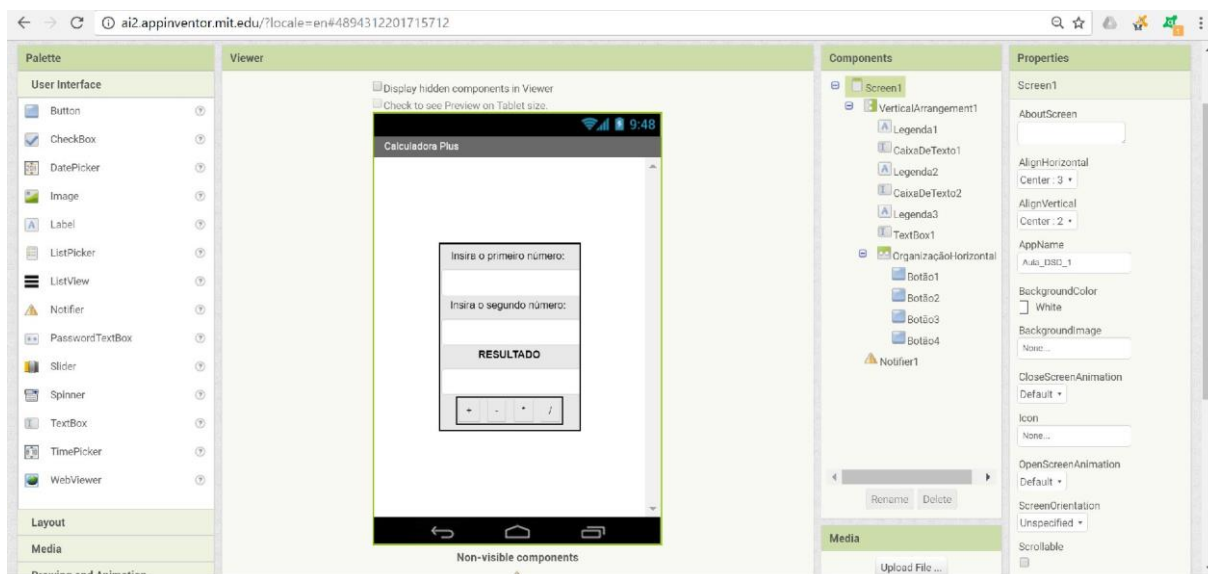 ai2.appinventor.mit.edu/?locale=en#4894312201715712
Palette
User Interface
Button
CheckBox
DatePicker
Image
Label
ListPicker
ListView
Notifier
PasswordTextBox
Slider
Spinner
TextBox
TimePicker
WebViewer
Layout
Media
Drawing and Animation
Viewer
Display hidden components in Viewer
Check to see Preview on Tablet size.
9:48
Calculadora Plus
Insira o primeiro número:
Insira o segundo número:
RESULTADO
+ - * /
Non-visible components
Components
Screen1
VerticalArrangement1
Legenda1
CaixaDeTexto1
Legenda2
CaixaDeTexto2
Legenda3
TextBox1
OrganizaçãoHorizontal
Botão1
Botão2
Botão3
Botão4
Notifier1
Rename Delete
Media
Upload File ...
Properties
Screen1
AboutScreen
AlignHorizontal
Center : 3
AlignVertical
Center : 2
AppName
Aula_DSD_1
BackgroundColor
White
BackgroundImage
None...
CloseScreenAnimation
Default
Icon
None...
OpenScreenAnimation
Default
ScreenOrientation
Unspecified
Scrollable